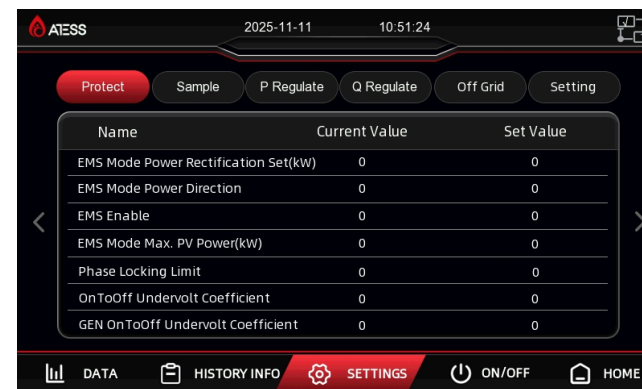 ATESS 2025-11-11 10:51:24
Protect Sample P Regulate Q Regulate Off Grid Setting
Name Current Value Set Value
EMS Mode Power Rectification Set(kW) 0 0
EMS Mode Power Direction 0 0
EMS Enable 0 0
EMS Mode Max. PV Power(kW) 0 0
Phase Locking Limit 0 0
OnToOff Undervolt Coefficient 0 0
GEN OnToOff Undervolt Coefficient 0 0
DATA HISTORY INFO SETTINGS ON/OFF HOME